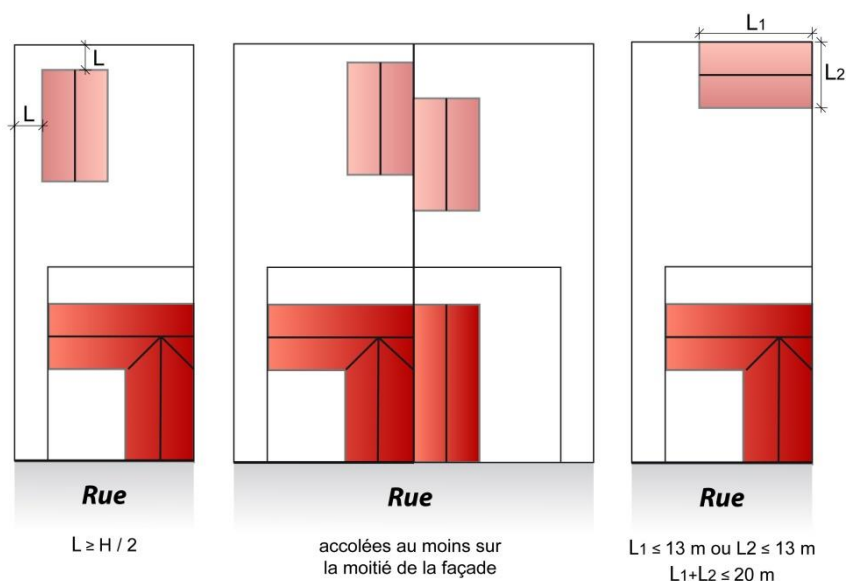 L
L
L1
L2
Rue
Rue
Rue
L ≥ H / 2
accolées au moins sur
la moitié de la façade
L1 ≤ 13 m ou L2 ≤ 13 m
L1+L2 ≤ 20 m